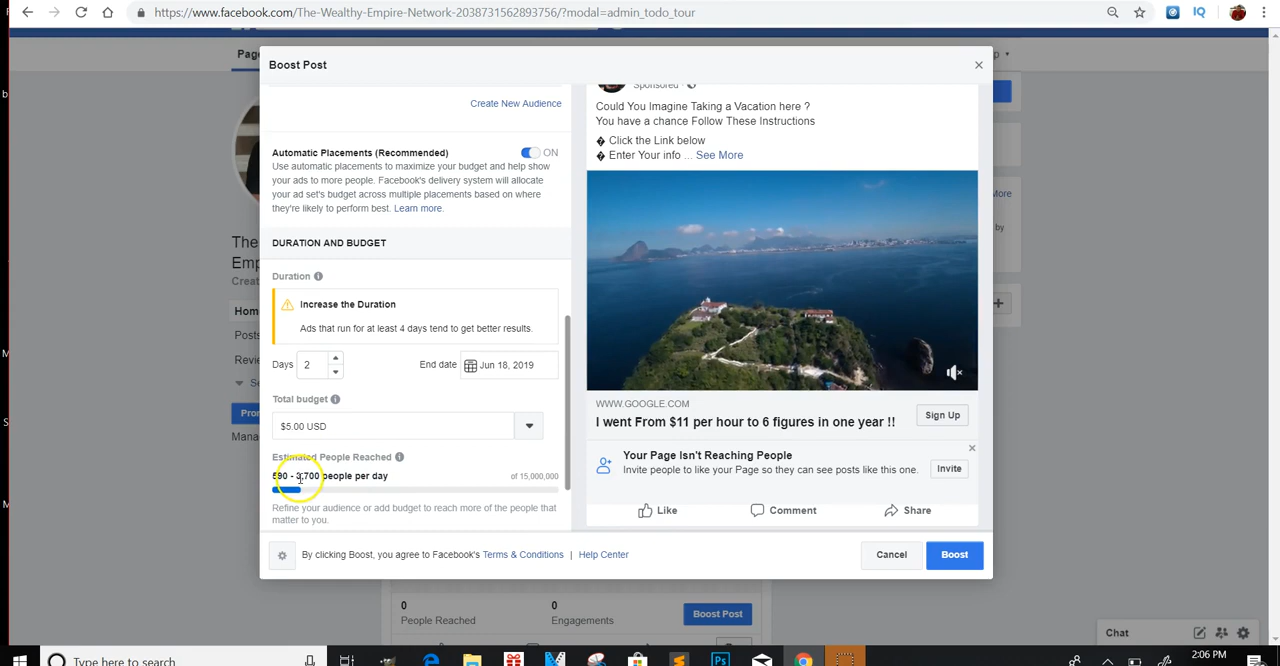 https://www.facebook.com/The-Wealthy-Empire-Network-2038731562893756/?modal=admin_todo_tour
Boost Post
Create New Audience
Automatic Placements (Recommended)
ON
Use automatic placements to maximize your budget and help show
your ads to more people. Facebook's delivery system will allocate
your ad set's budget across multiple placements based on where
they're likely to perform best. Learn more.
DURATION AND BUDGET
Duration
Increase the Duration
Ads that run for at least 4 days tend to get better results.
Days 2 End date Jun 18, 2019
Total budget
$5.00 USD
Estimated People Reached
590 - 3,700 people per day of 15,000,000
Refine your audience or add budget to reach more of the people that
matter to you.
Sponsored
Could You Imagine Taking a Vacation here ?
You have a chance Follow These Instructions
� Click the Link below
� Enter Your info ... See More
WWW.GOOGLE.COM
I went From $11 per hour to 6 figures in one year !!
Sign Up
Your Page Isn't Reaching People
Invite people to like your Page so they can see posts like this one.
Invite
Like Comment Share
By clicking Boost, you agree to Facebook's Terms & Conditions | Help Center
Cancel Boost
The
0 0
People Reached Engagements
Boost Post
Chat
Type here to search
2:06 PM